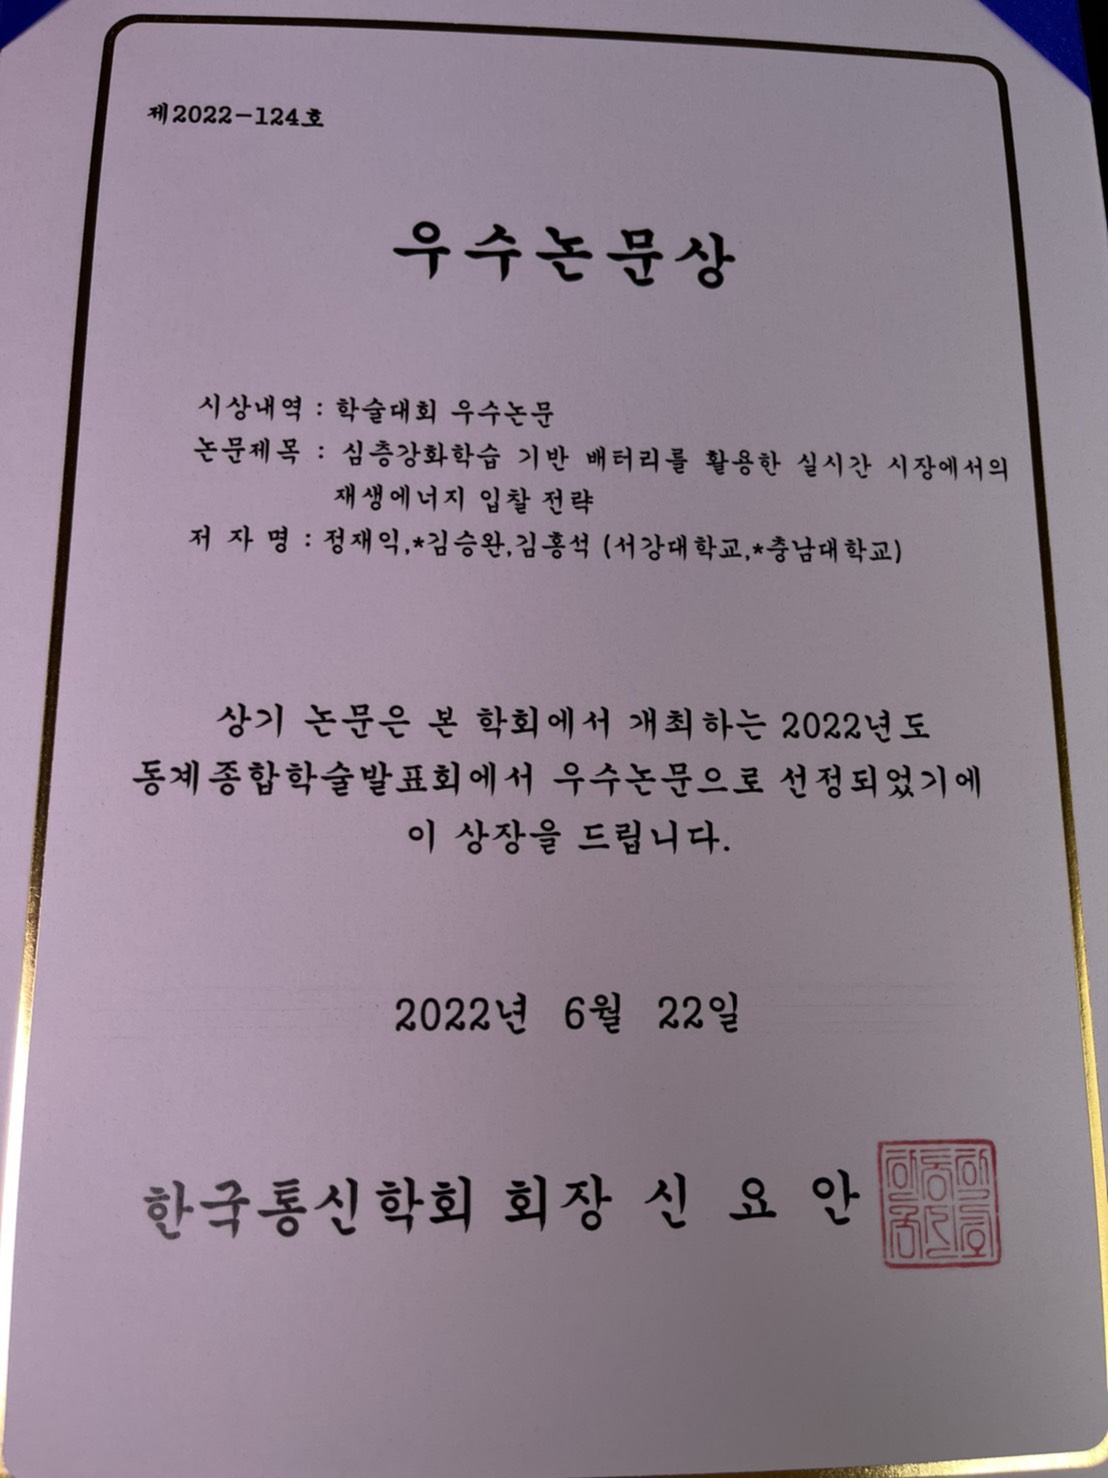 제2022-124호
우수논문상
시상내역 : 학술대회 우수논문
논문제목 : 심층강화학습 기반 배터리를 활용한 실시간 시장에서의
재생에너지 입찰 전략
저 자 명 : 정재익,*김승완,김홍석 (서강대학교,*충남대학교)
상기 논문은 본 학회에서 개최하는 2022년도
동계종합학술발표회에서 우수논문으로 선정되었기에
이 상장을 드립니다.
2022년 6월 22일
한국통신학회 회장 신 요 안